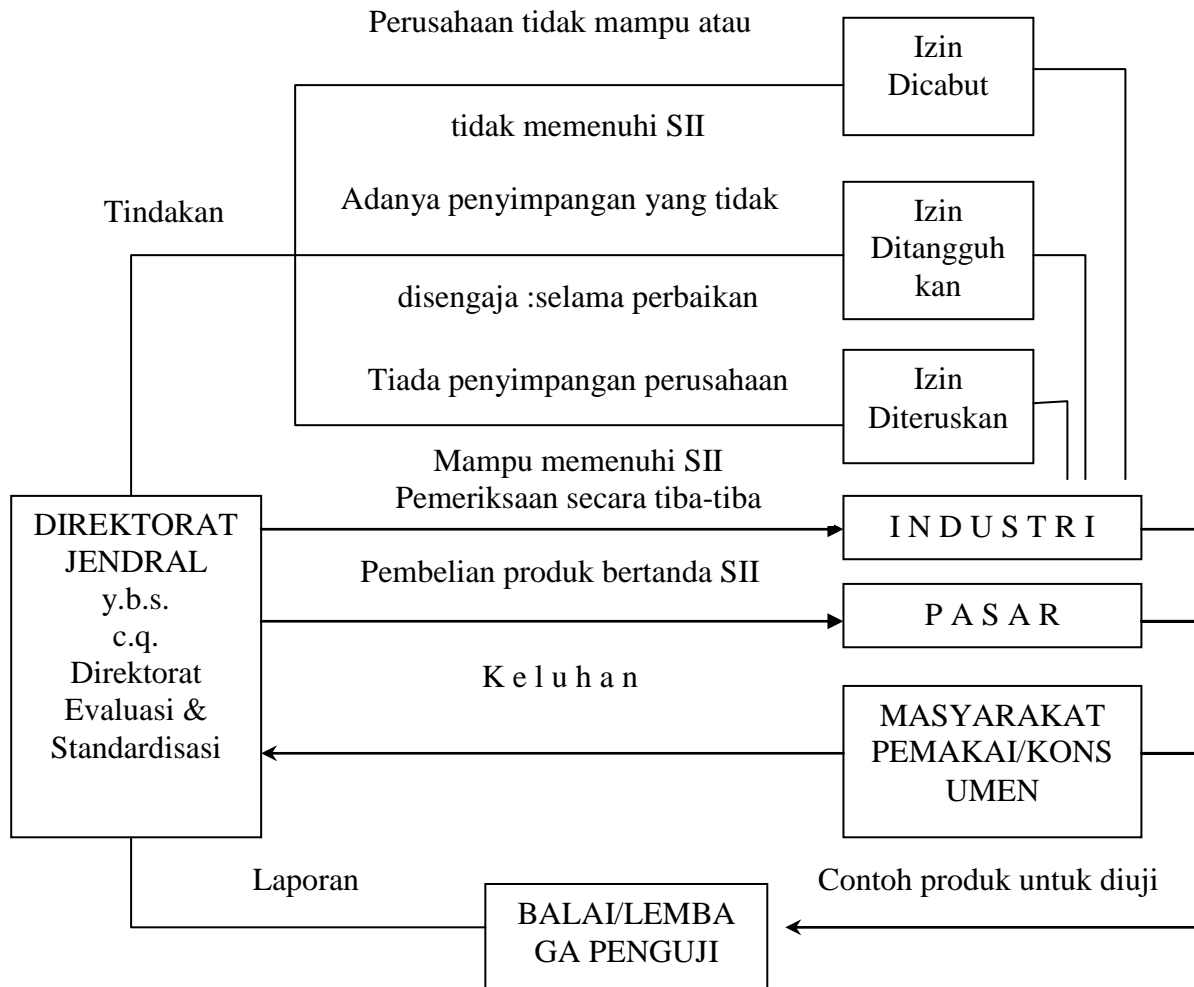 Perusahaan tidak mampu atau
Izin
Dicabut
tidak memenuhi SII
Tindakan
Adanya penyimpangan yang tidak
Izin
Ditangguh
kan
disengaja :selama perbaikan
Tiada penyimpangan perusahaan
Izin
Diteruskan
Mampu memenuhi SII
Pemeriksaan secara tiba-tiba
DIREKTORAT
JENDRAL
y.b.s.
c.q.
Direktorat
Evaluasi &
Standardisasi
I N D U S T R I
Pembelian produk bertanda SII
P A S A R
K e l u h a n
MASYARAKAT
PEMAKAI/KONS
UMEN
Laporan
Contoh produk untuk diuji
BALAI/LEMBA
GA PENGUJI